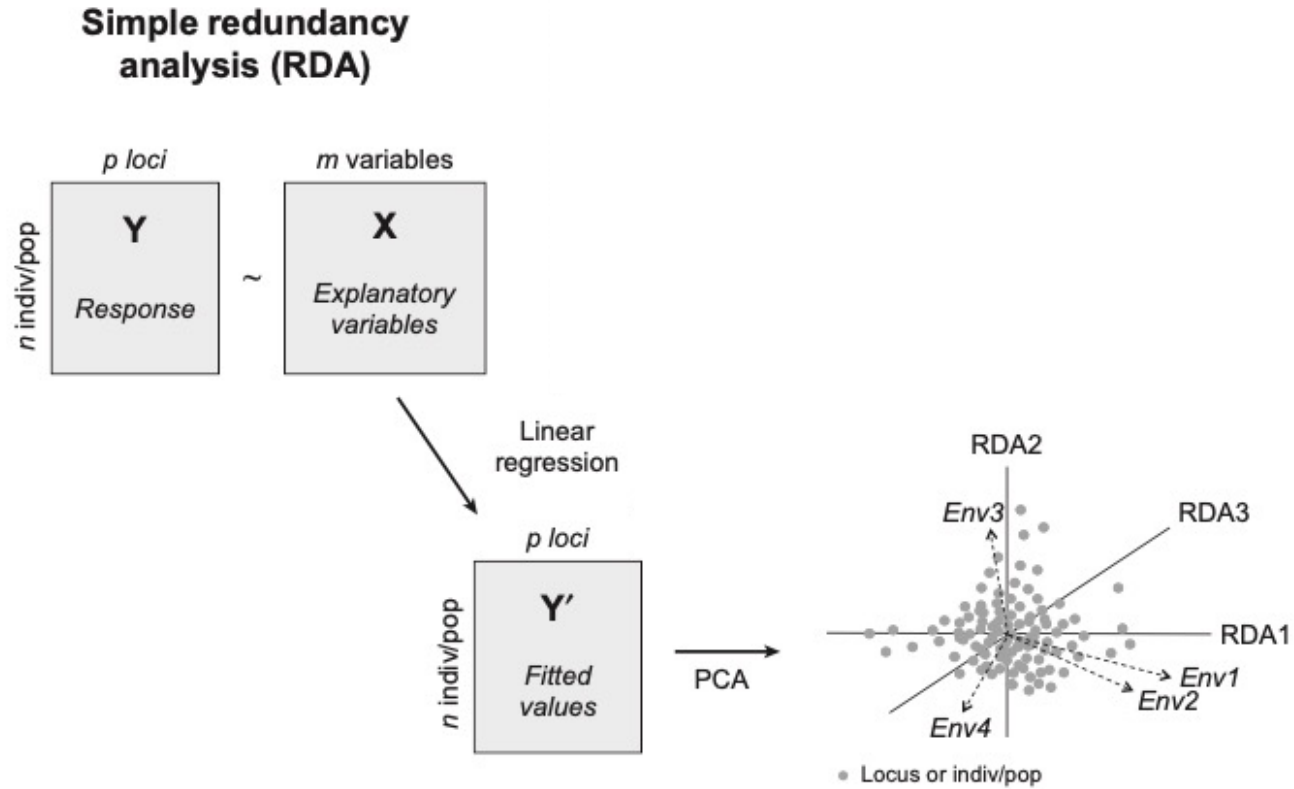 Simple redundancy
analysis (RDA)
p loci
m variables
n indiv/pop
Y
Response
~
X
Explanatory
variables
Linear
regression
p loci
n indiv/pop
Y′
Fitted
values
PCA
RDA2
Env3
RDA3
RDA1
Env1
Env2
Env4
Locus or indiv/pop